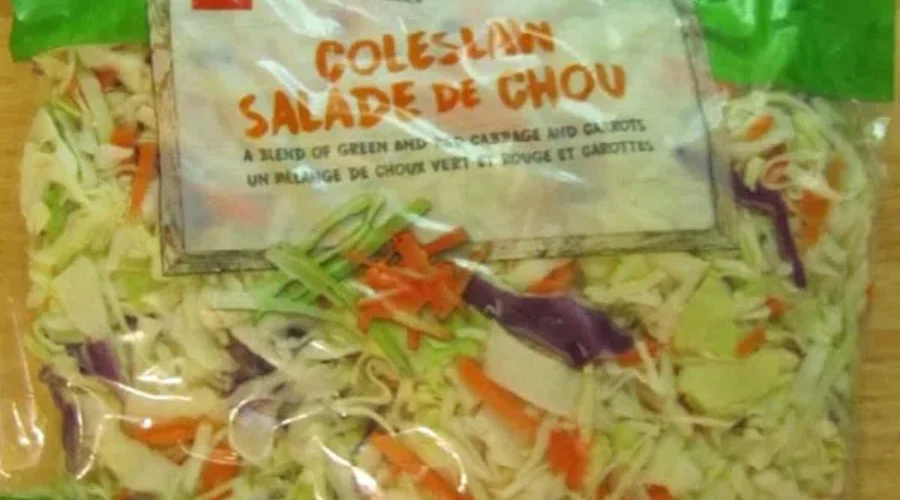 COLESLAW
SALADE DE CHOU
A BLEND OF GREEN AND RED CABBAGE AND CARROTS
UN MÉLANGE DE CHOUX VERT ET ROUGE ET CAROTTES